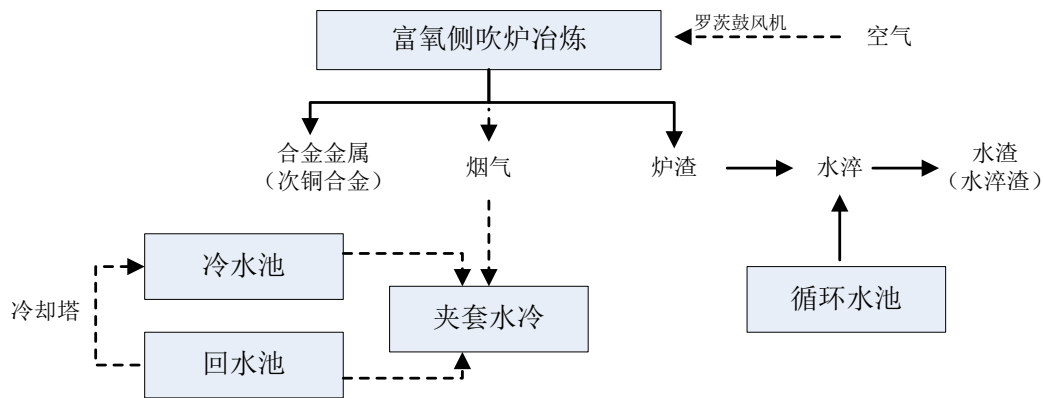 富氧侧吹炉冶炼
罗茨鼓风机
空气
合金金属
（次铜合金）
烟气
炉渣
水淬
水渣
（水淬渣）
冷水池
冷却塔
夹套水冷
循环水池
回水池